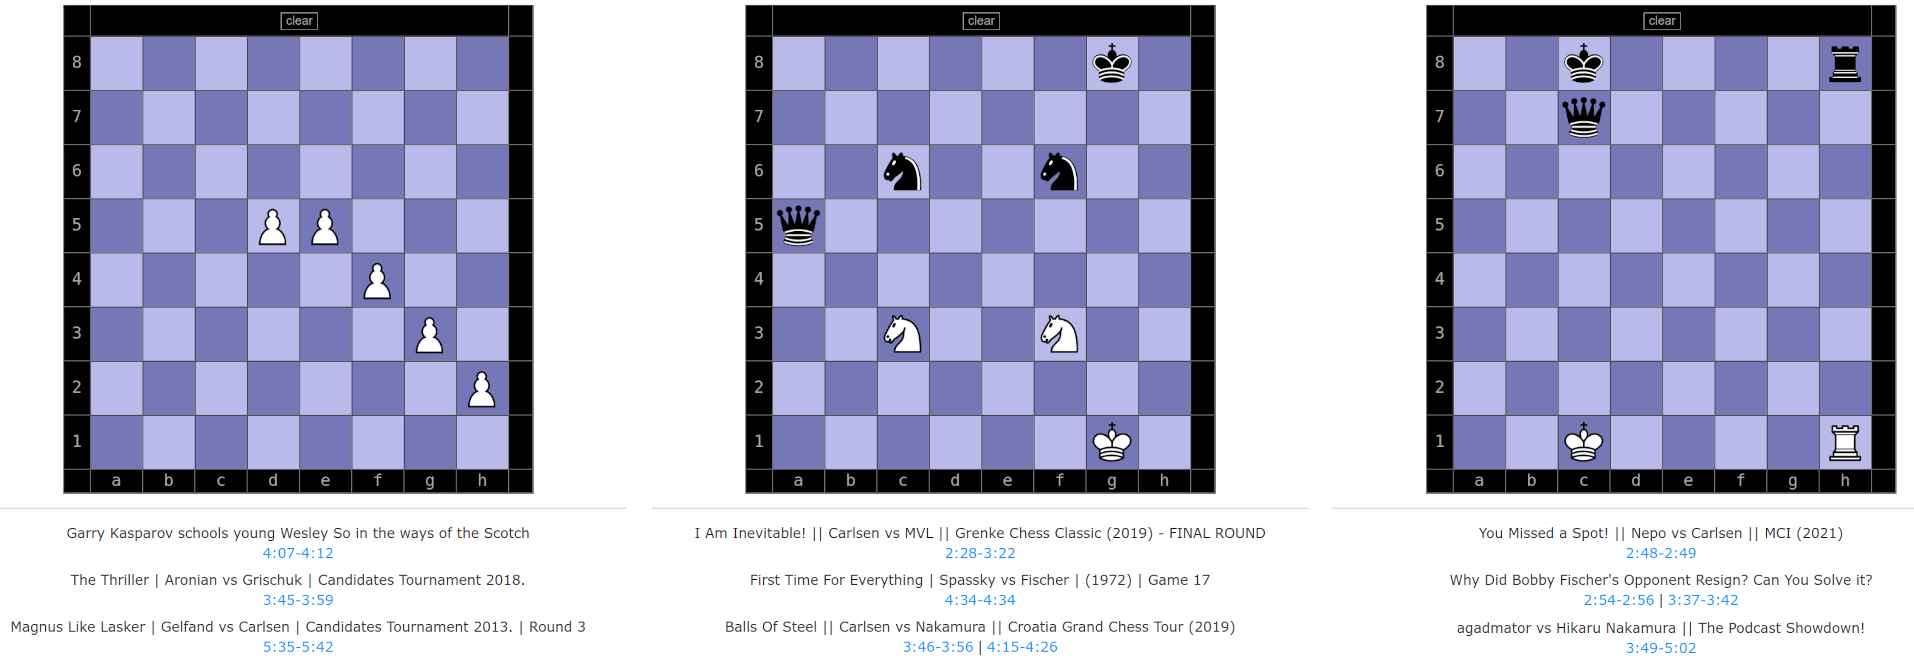 clear
8
7
6
5
4
3
2
1
a b c d e f g h
Garry Kasparov schools young Wesley So in the ways of the Scotch
4:07-4:12
The Thriller | Aronian vs Grischuk | Candidates Tournament 2018.
3:45-3:59
Magnus Like Lasker | Gelfand vs Carlsen | Candidates Tournament 2013. | Round 3
5:35-5:42
clear
8
7
6
5
4
3
2
1
a b c d e f g h
I Am Inevitable! || Carlsen vs MVL || Grenke Chess Classic (2019) - FINAL ROUND
2:28-3:22
First Time For Everything | Spassky vs Fischer | (1972) | Game 17
4:34-4:34
Balls Of Steel || Carlsen vs Nakamura || Croatia Grand Chess Tour (2019)
3:46-3:56 | 4:15-4:26
clear
8
7
6
5
4
3
2
1
a b c d e f g h
You Missed a Spot! || Nepo vs Carlsen || MCI (2021)
2:48-2:49
Why Did Bobby Fischer's Opponent Resign? Can You Solve it?
2:54-2:56 | 3:37-3:42
agadmator vs Hikaru Nakamura || The Podcast Showdown!
3:49-5:02